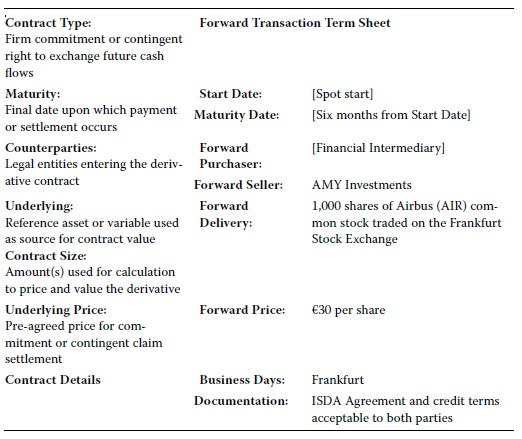 Contract Type: Forward Transaction Term Sheet
Firm commitment or contingent
right to exchange future cash
flows
Maturity: Start Date: [Spot start]
Final date upon which payment
or settlement occurs
Maturity Date: [Six months from Start Date]
Counterparties: Forward [Financial Intermediary]
Legal entities entering the deriv- Purchaser:
ative contract
Forward Seller: AMY Investments
Underlying: Forward 1,000 shares of Airbus (AIR) com-
Reference asset or variable used Delivery: mon stock traded on the Frankfurt
as source for contract value Stock Exchange
Contract Size:
Amount(s) used for calculation
to price and value the derivative
Underlying Price: Forward Price: €30 per share
Pre-agreed price for com-
mitment or contingent claim
settlement
Contract Details Business Days: Frankfurt
Documentation: ISDA Agreement and credit terms
acceptable to both parties